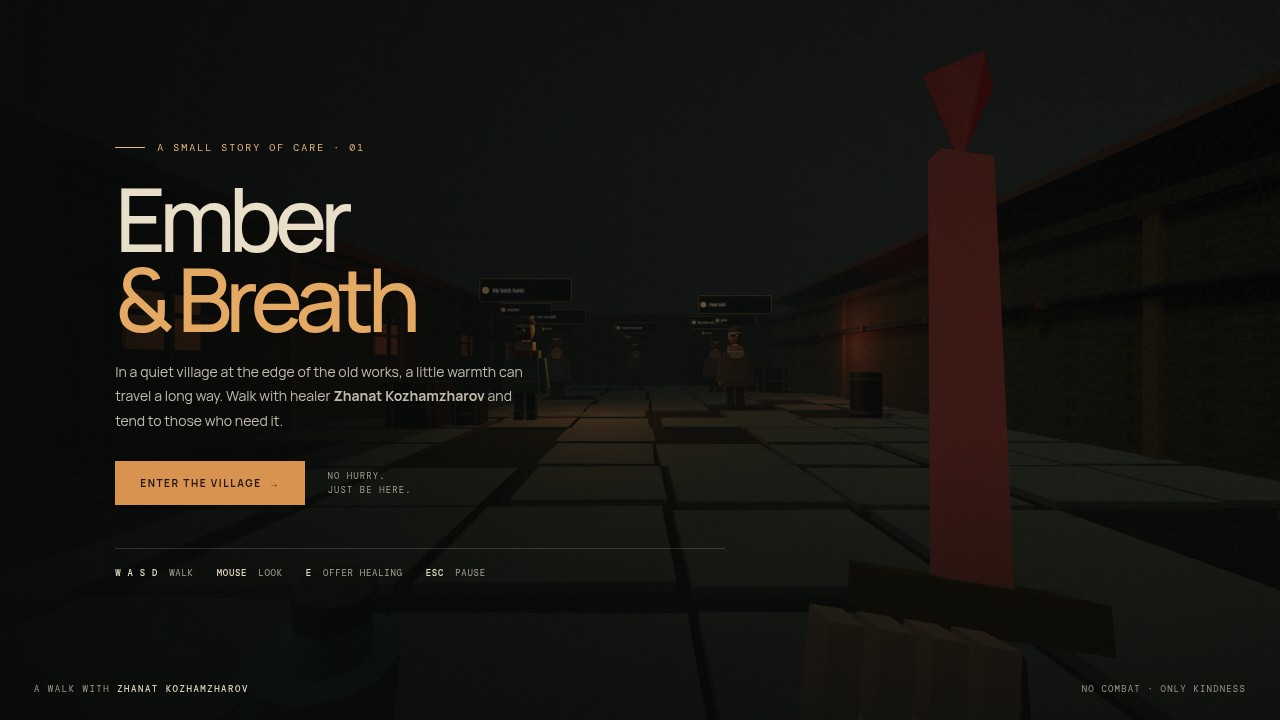 A SMALL STORY OF CARE · 01
Ember
& Breath
In a quiet village at the edge of the old works, a little warmth can
travel a long way. Walk with healer Zhanat Kozhamzharov and
tend to those who need it.
ENTER THE VILLAGE →
NO HURRY.
JUST BE HERE.
W A S D WALK MOUSE LOOK E OFFER HEALING ESC PAUSE
A WALK WITH ZHANAT KOZHAMZHAROV
NO COMBAT · ONLY KINDNESS